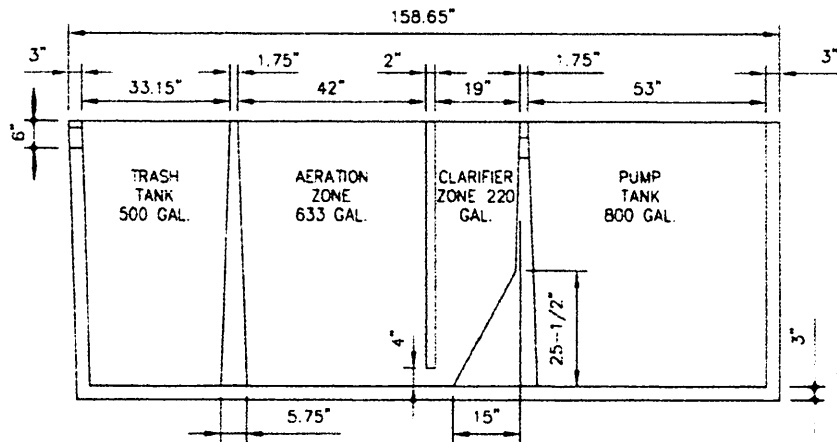 158.65"
3"
1.75"
2"
1.75"
3"
33.15"
42"
19"
53"
6"
TRASH
TANK
500 GAL.
AERATION
ZONE
633 GAL.
CLARIFIER
ZONE 220
GAL.
PUMP
TANK
800 GAL.
4"
25-1/2"
3"
5.75"
15"